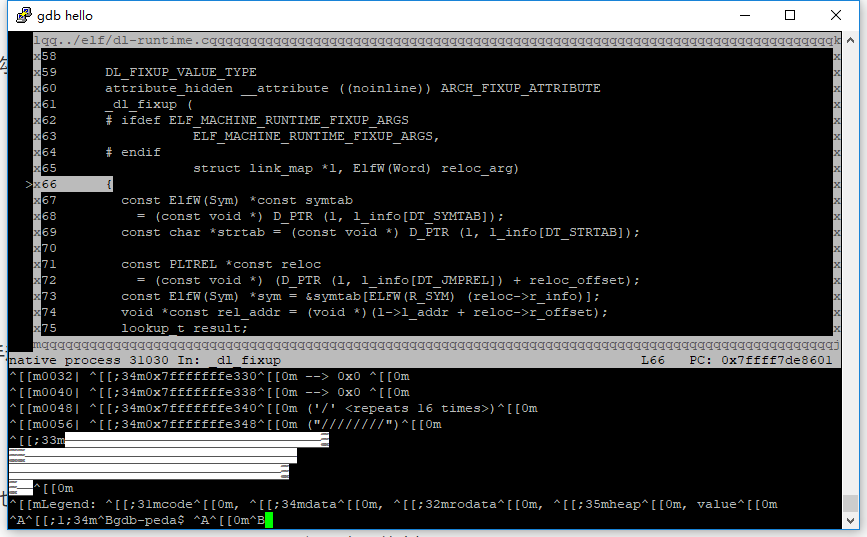 gdb hello
lqq../elf/dl-runtime.cqqqqqqqqqqqqqqqqqqqqqqqqqqqqqqqqqqqqqqqqqqqqqqqqqqqqqqqqqqqqqqqqqqqqqqqqqqqqqk
x58 x
x59 DL_FIXUP_VALUE_TYPE x
x60 attribute_hidden __attribute ((noinline)) ARCH_FIXUP_ATTRIBUTE x
x61 _dl_fixup ( x
x62 # ifdef ELF_MACHINE_RUNTIME_FIXUP_ARGS x
x63 ELF_MACHINE_RUNTIME_FIXUP_ARGS, x
x64 # endif x
x65 struct link_map *l, ElfW(Word) reloc_arg) x
>x66 { x
x67 const ElfW(Sym) *const symtab x
x68 = (const void *) D_PTR (l, l_info[DT_SYMTAB]); x
x69 const char *strtab = (const void *) D_PTR (l, l_info[DT_STRTAB]); x
x70 x
x71 const PLTREL *const reloc x
x72 = (const void *) (D_PTR (l, l_info[DT_JMPREL]) + reloc_offset); x
x73 const ElfW(Sym) *sym = &symtab[ELFW(R_SYM) (reloc->r_info)]; x
x74 void *const rel_addr = (void *)(l->l_addr + reloc->r_offset); x
x75 lookup_t result; x
mqqqqqqqqqqqqqqqqqqqqqqqqqqqqqqqqqqqqqqqqqqqqqqqqqqqqqqqqqqqqqqqqqqqqqqqqqqqqqqqqqqqqqqqqqqqqqqqqqqqj
native process 31030 In: _dl_fixup L66 PC: 0x7ffff7de8601
^[[m0032| ^[[;34m0x7fffffffe330^[[0m --> 0x0 ^[[0m
^[[m0040| ^[[;34m0x7fffffffe338^[[0m --> 0x0 ^[[0m
^[[m0048| ^[[;34m0x7fffffffe340^[[0m ('/' <repeats 16 times>)^[[0m
^[[m0056| ^[[;34m0x7fffffffe348^[[0m ("////////")^[[0m
^[[;33m
^[[0m
^[[mLegend: ^[[;31mcode^[[0m, ^[[;34mdata^[[0m, ^[[;32mrodata^[[0m, ^[[;35mheap^[[0m, value^[[0m
^A^[[;1;34m^Bgdb-peda$ ^A^[[0m^B